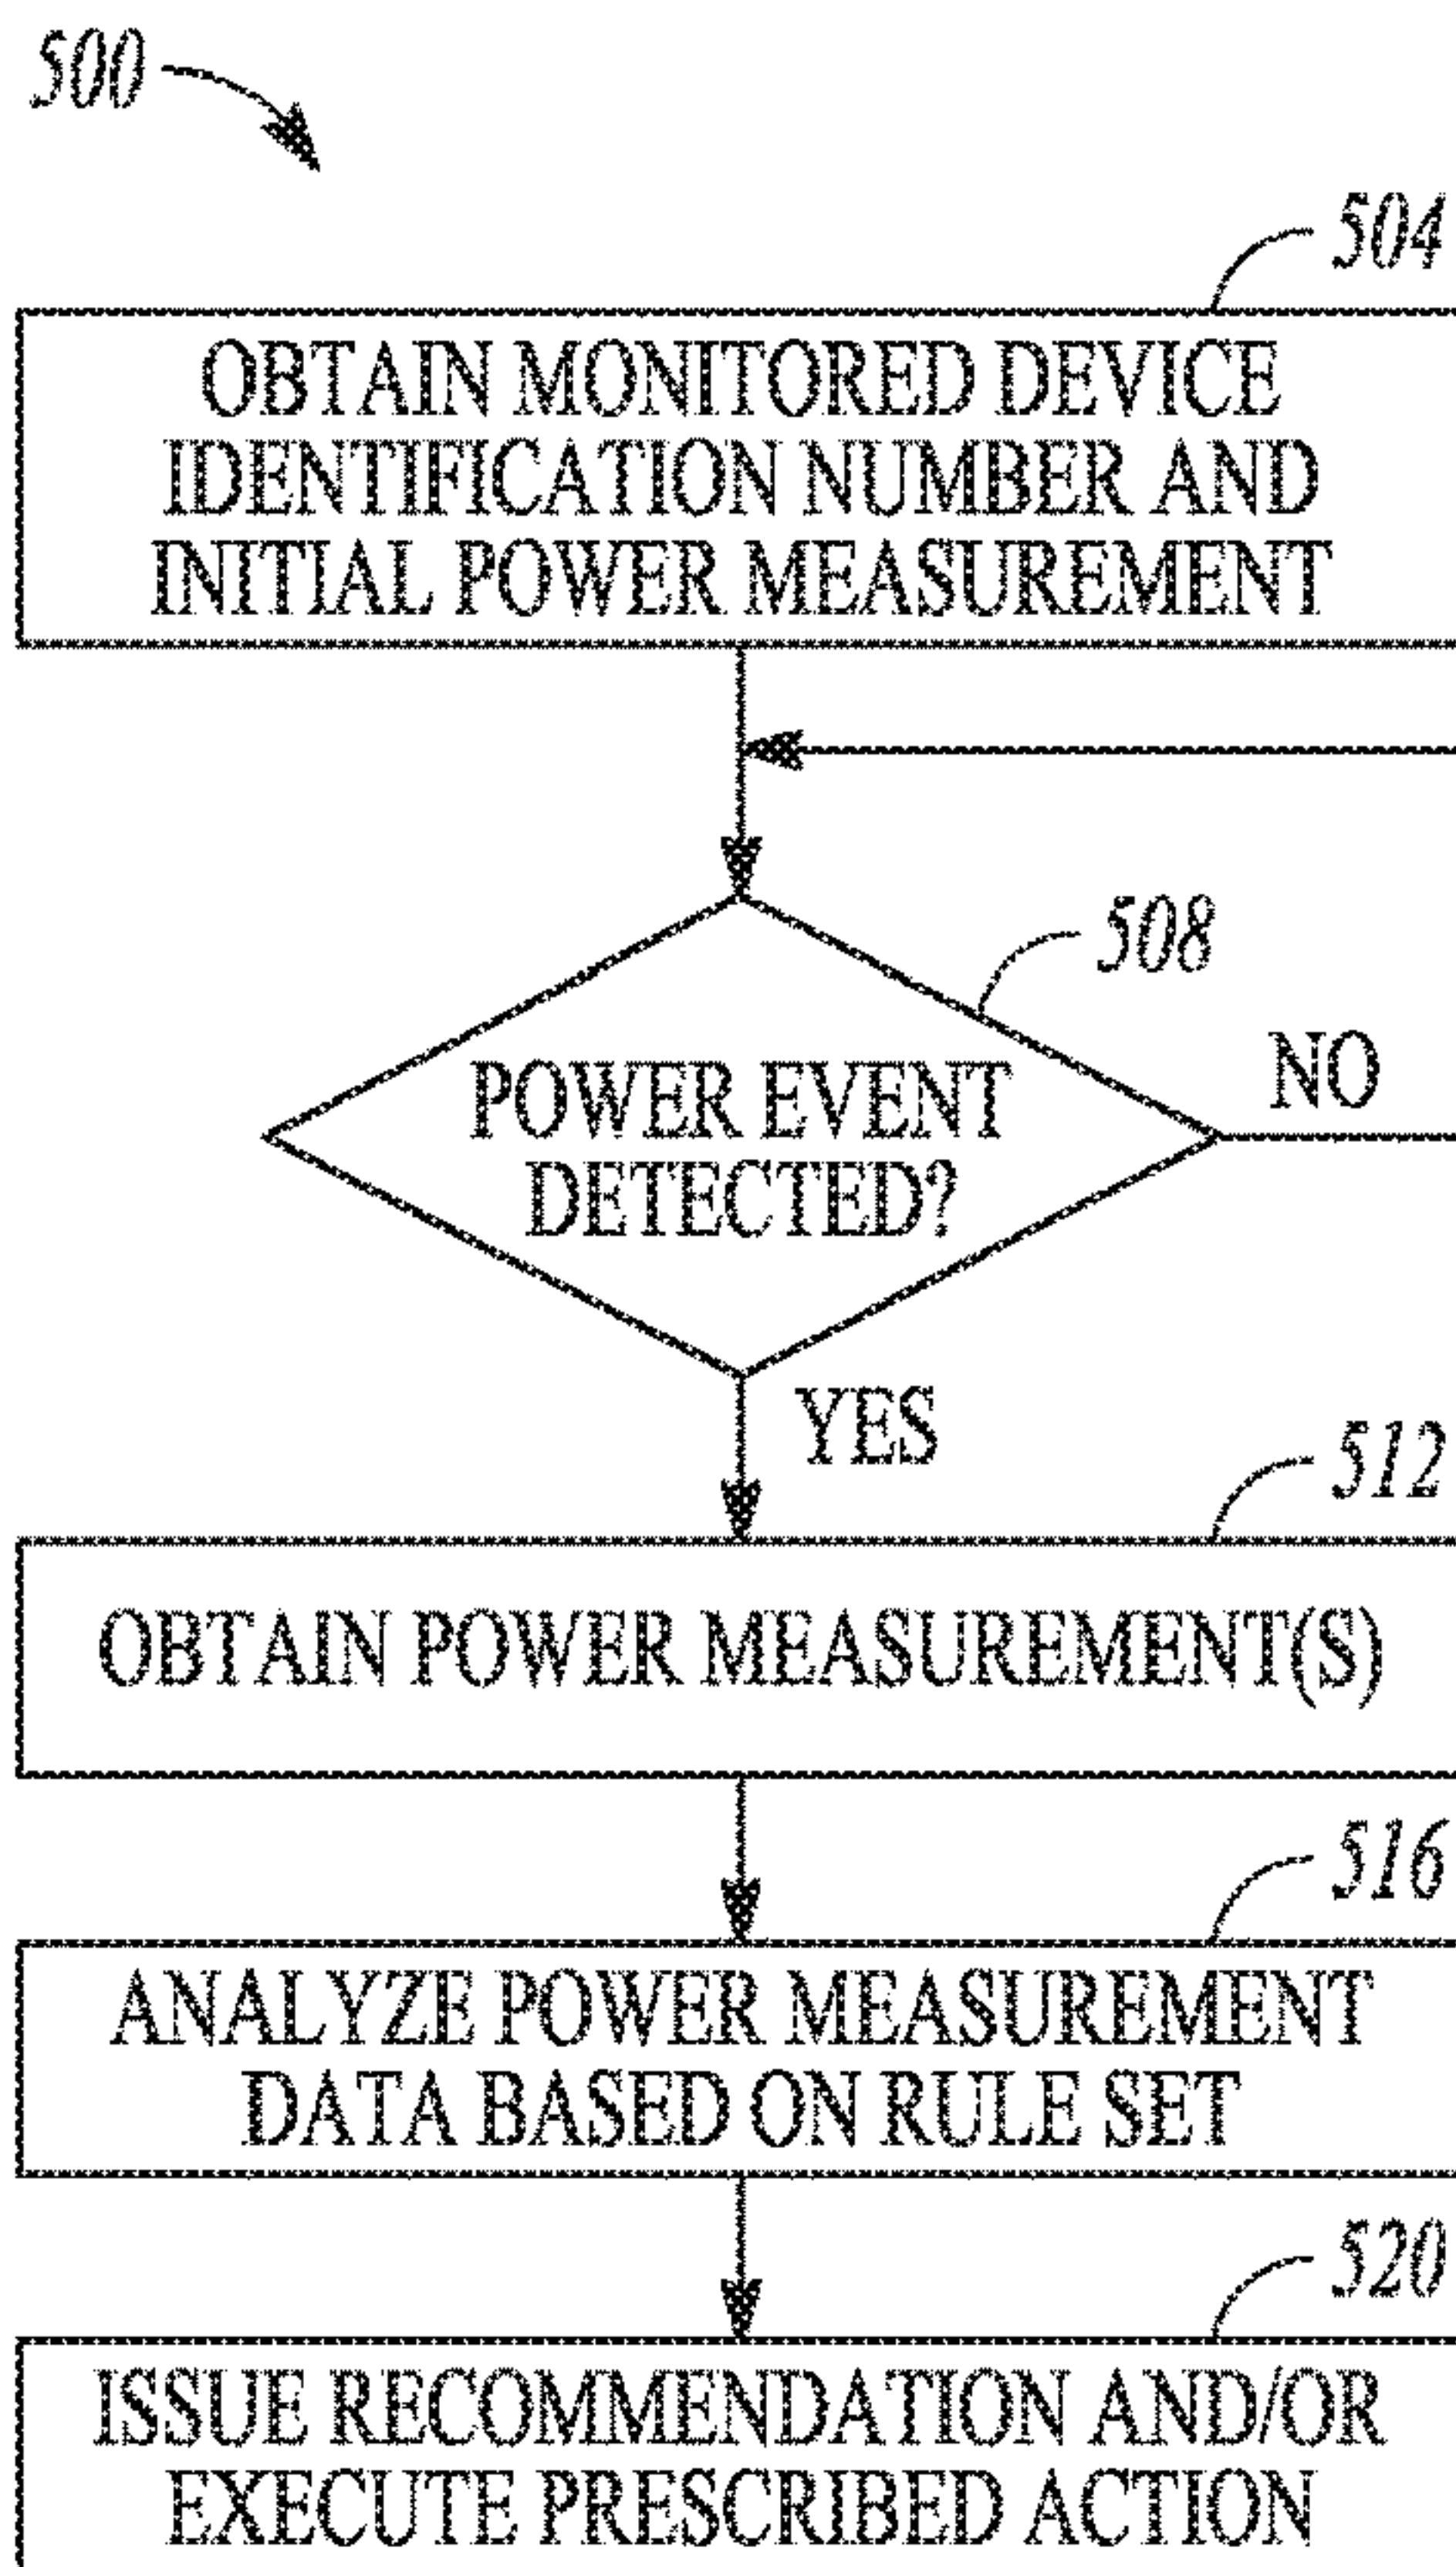 500
504
OBTAIN MONITORED DEVICE
IDENTIFICATION NUMBER AND
INITIAL POWER MEASUREMENT
508
POWER EVENT
DETECTED?
NO
YES
512
OBTAIN POWER MEASUREMENT(S)
516
ANALYZE POWER MEASUREMENT
DATA BASED ON RULE SET
520
ISSUE RECOMMENDATION AND/OR
EXECUTE PRESCRIBED ACTION